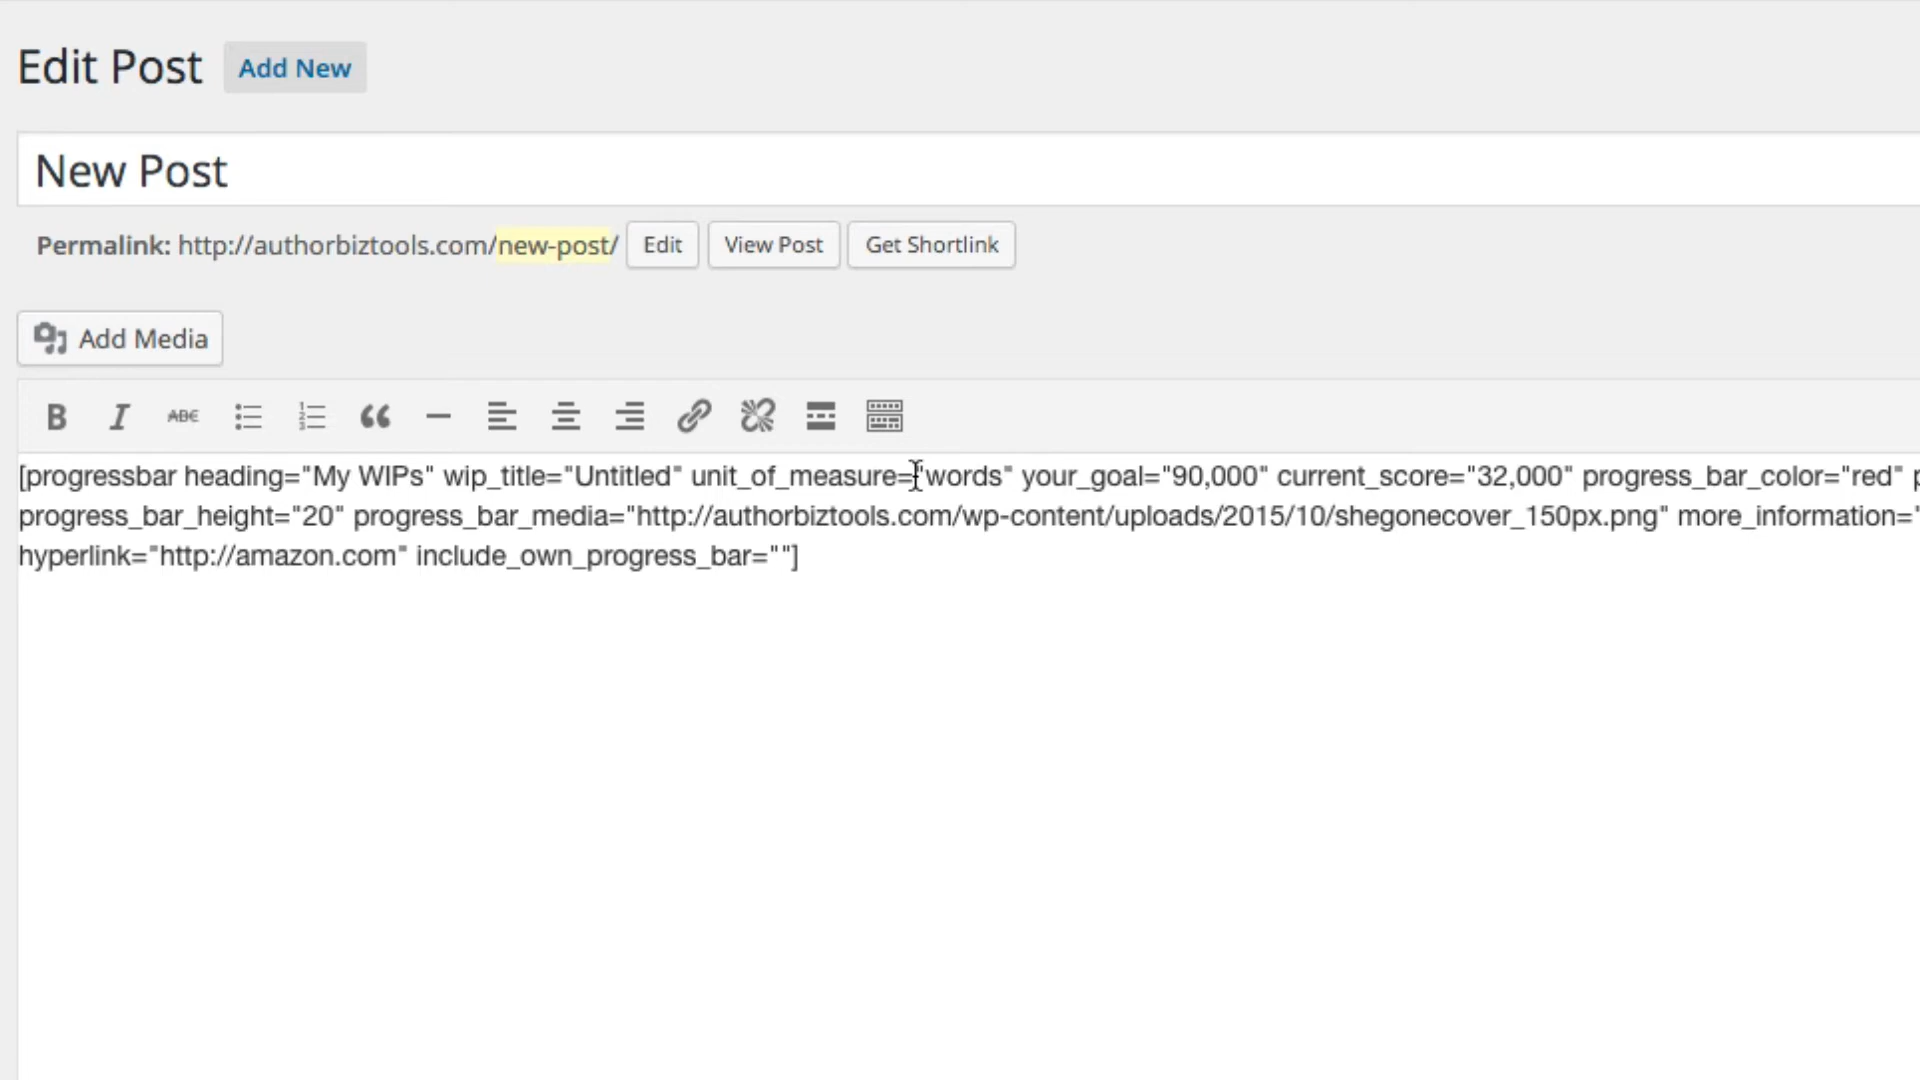 Edit Post Add New
New Post
Permalink: http://authorbiztools.com/new-post/ Edit View Post Get Shortlink
Add Media
B I ABC
[progressbar heading="My WIPs" wip_title="Untitled" unit_of_measure="words" your_goal="90,000" current_score="32,000" progress_bar_color="red"
progress_bar_height="20" progress_bar_media="http://authorbiztools.com/wp-content/uploads/2015/10/shegonecover_150px.png" more_information="
hyperlink="http://amazon.com" include_own_progress_bar=""]